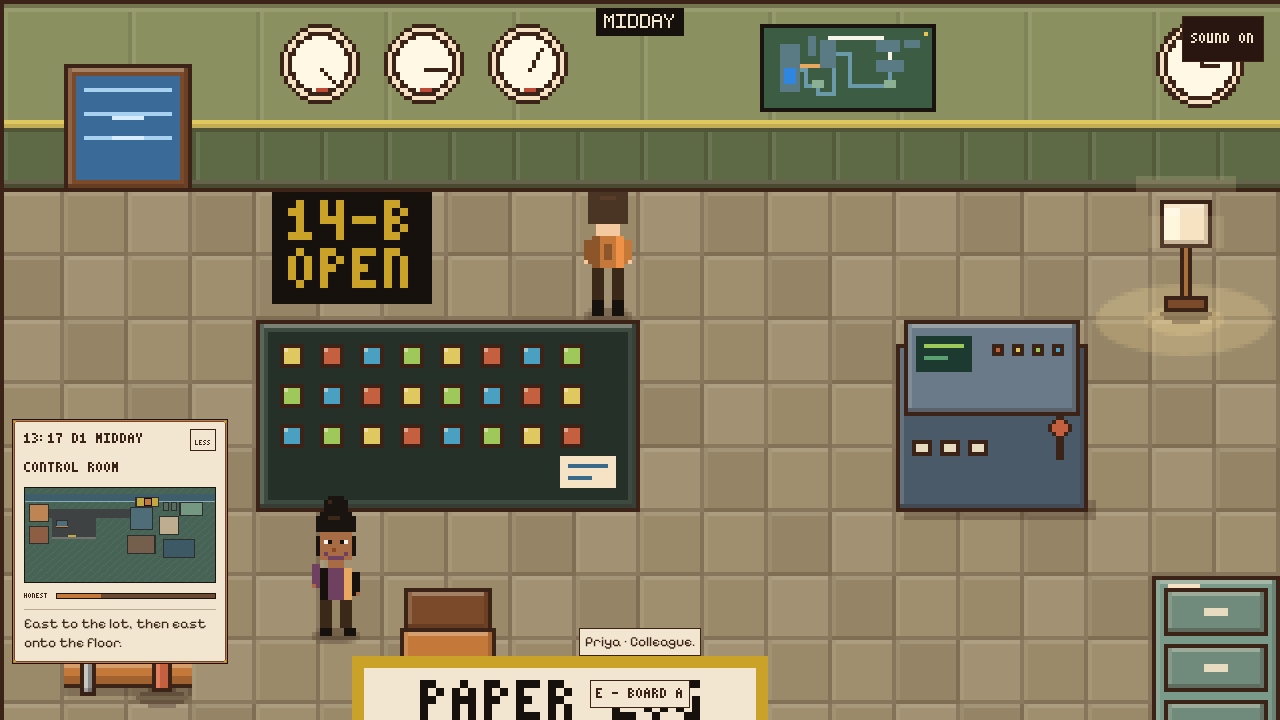 MIDDAY
SOUND ON
14-B
OPEN
13:17 D1 MIDDAY
LESS
CONTROL ROOM
HONEST
East to the lot, then east
onto the floor.
Priya · Colleague.
PAPER
E - BOARD A